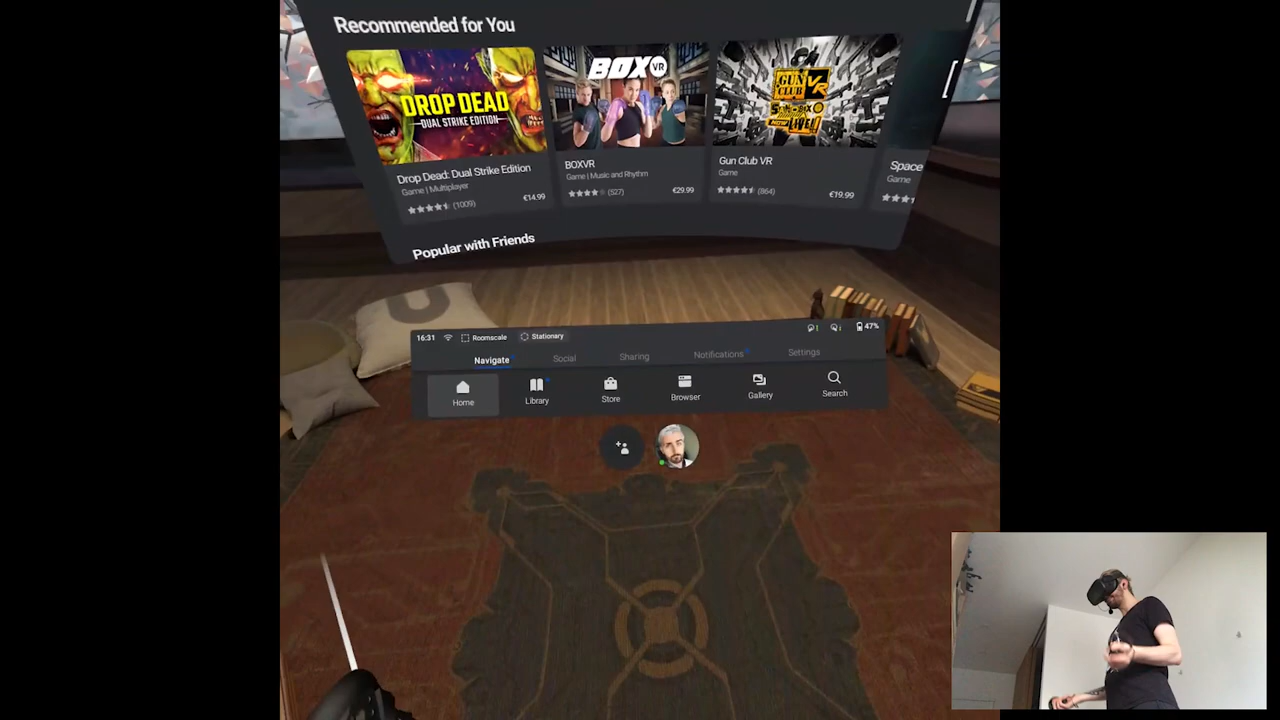 Recommended for You
DROP DEAD
DUAL STRIKE EDITION
BOX VR
GUN CLUB VR
Drop Dead: Dual Strike Edition
Game | Multiplayer
(1009) €14.99
BOXVR
Game | Music and Rhythm
(527) €29.99
Gun Club VR
Game
(864) €19.99
Space
Game
Popular with Friends
16:31 Roomscale Stationary 47%
Navigate Social Sharing Notifications Settings
Home Library Store Browser Gallery Search